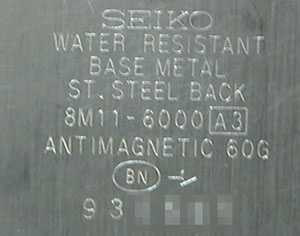 SEIKO
WATER RESISTANT
BASE METAL
ST. STEEL BACK
8M11-6000 A3
ANTIMAGNETIC 60G
BN
93